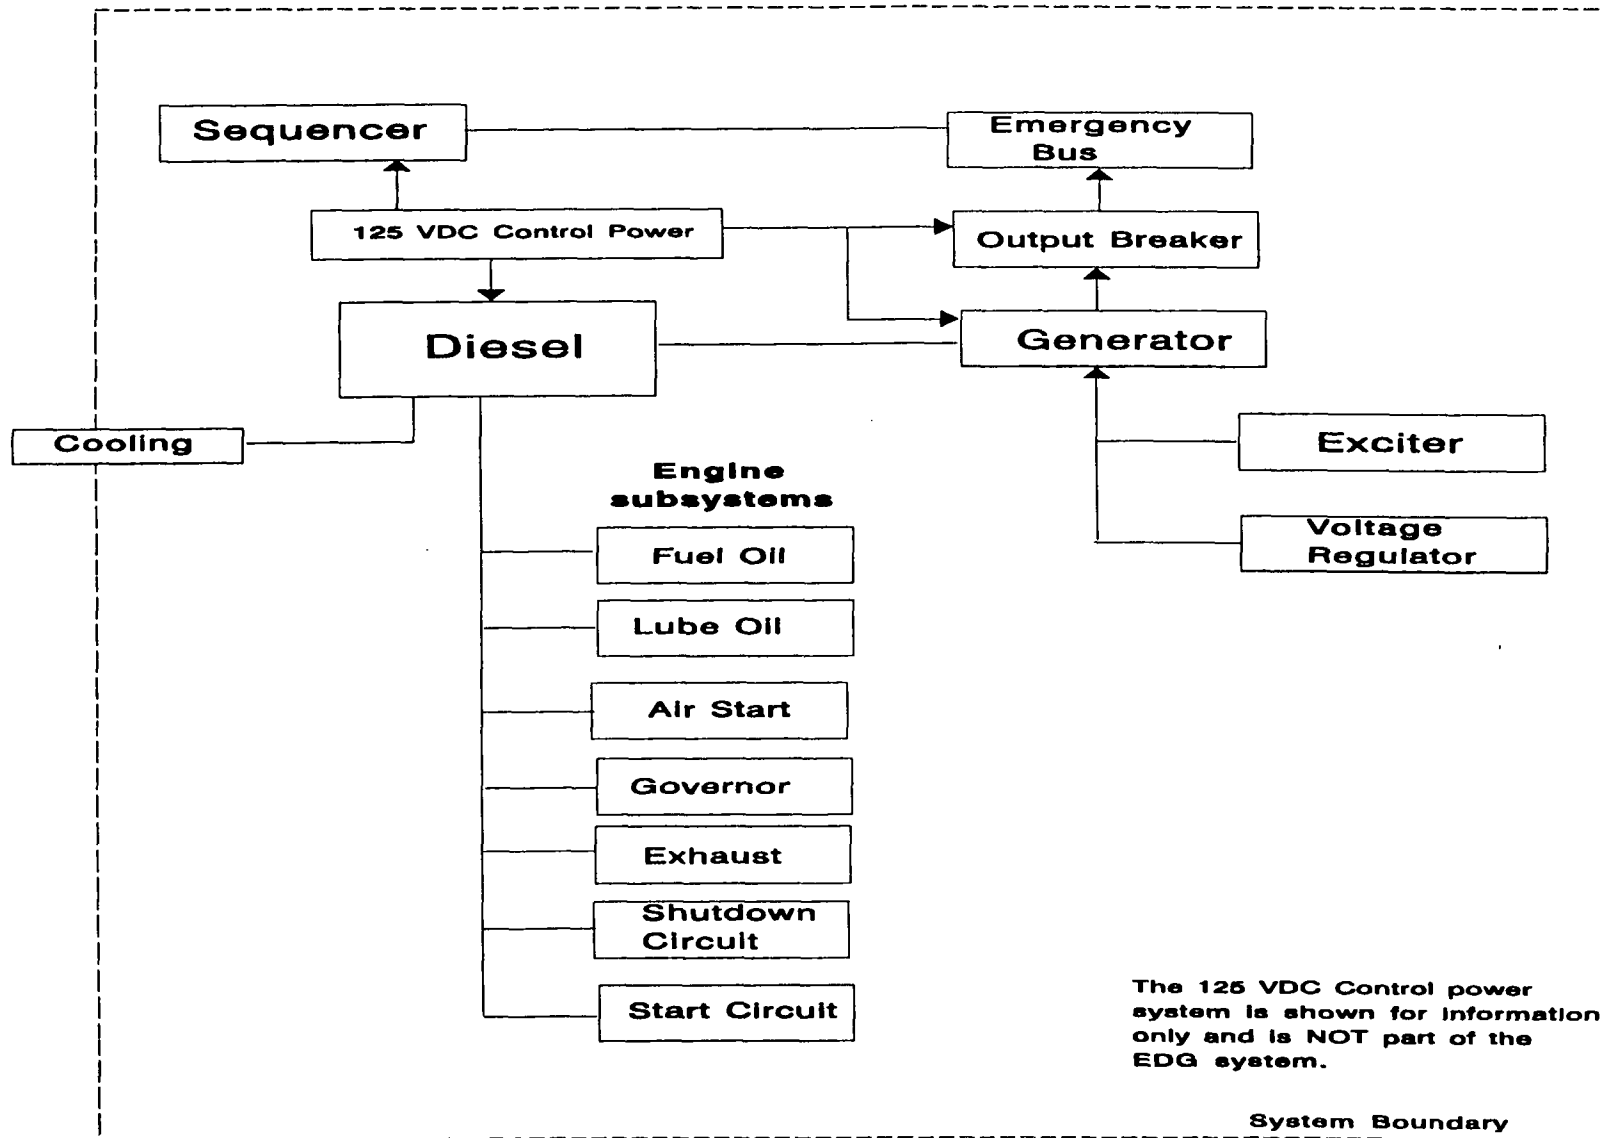 Sequencer
Emergency
Bus
125 VDC Control Power
Output Breaker
Diesel
Generator
Cooling
Exciter
Engine
subsystems
Voltage
Regulator
Fuel Oil
Lube Oil
Air Start
Governor
Exhaust
Shutdown
Circuit
Start Circuit
The 125 VDC Control power
system is shown for information
only and is NOT part of the
EDG system.
System Boundary